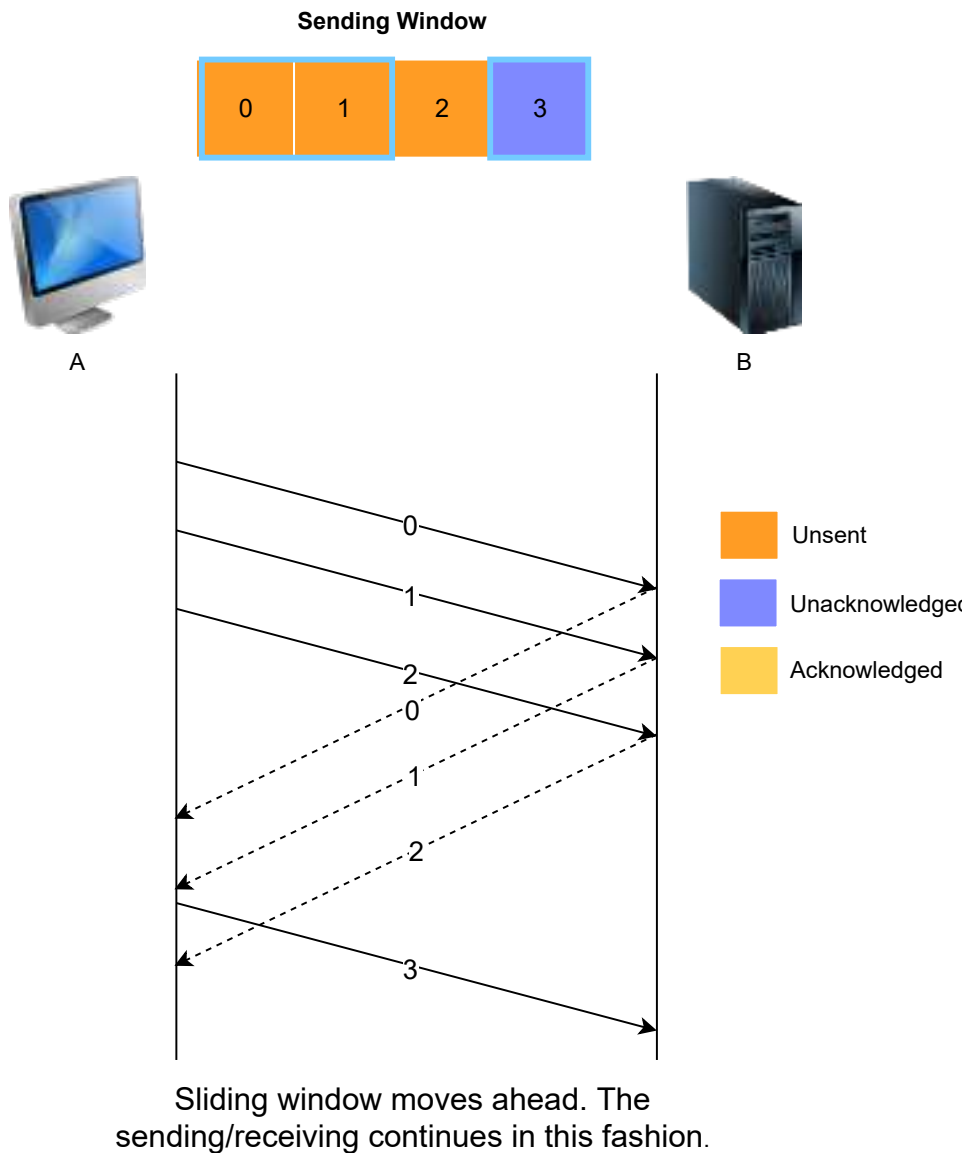 Sending Window
0 1 2 3
A B
0
1
2
0
1
2
3
Unsent
Unacknowledged
Acknowledged
Sliding window moves ahead. The
sending/receiving continues in this fashion.